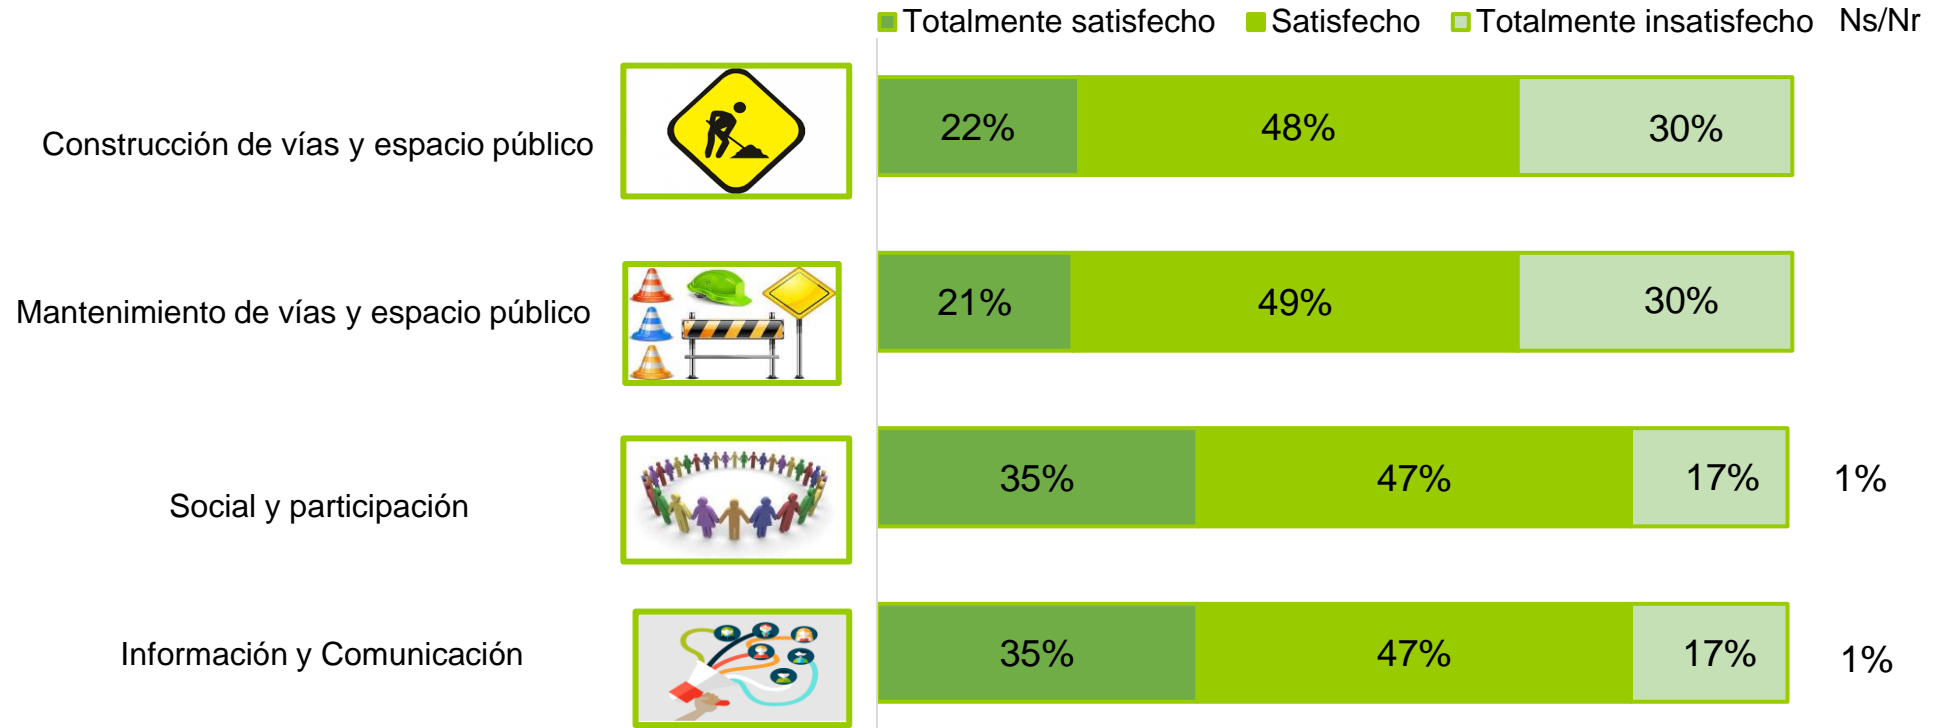 Totalmente satisfecho Satisfecho Totalmente insatisfecho Ns/Nr
Construcción de vías y espacio público 22% 48% 30%
Mantenimiento de vías y espacio público 21% 49% 30%
Social y participación 35% 47% 17% 1%
Información y Comunicación 35% 47% 17% 1%